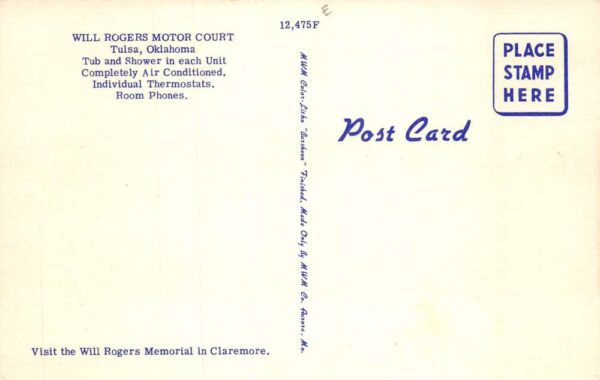 WILL ROGERS MOTOR COURT
Tulsa, Oklahoma
Tub and Shower in each Unit
Completely Air Conditioned.
Individual Thermostats.
Room Phones.
Visit the Will Rogers Memorial in Claremore.
12,475F
E
MWM Color-Litho "Dursheen" Finished. Made Only By MWM Co. Aurora, Mo.
Post Card
PLACE
STAMP
HERE